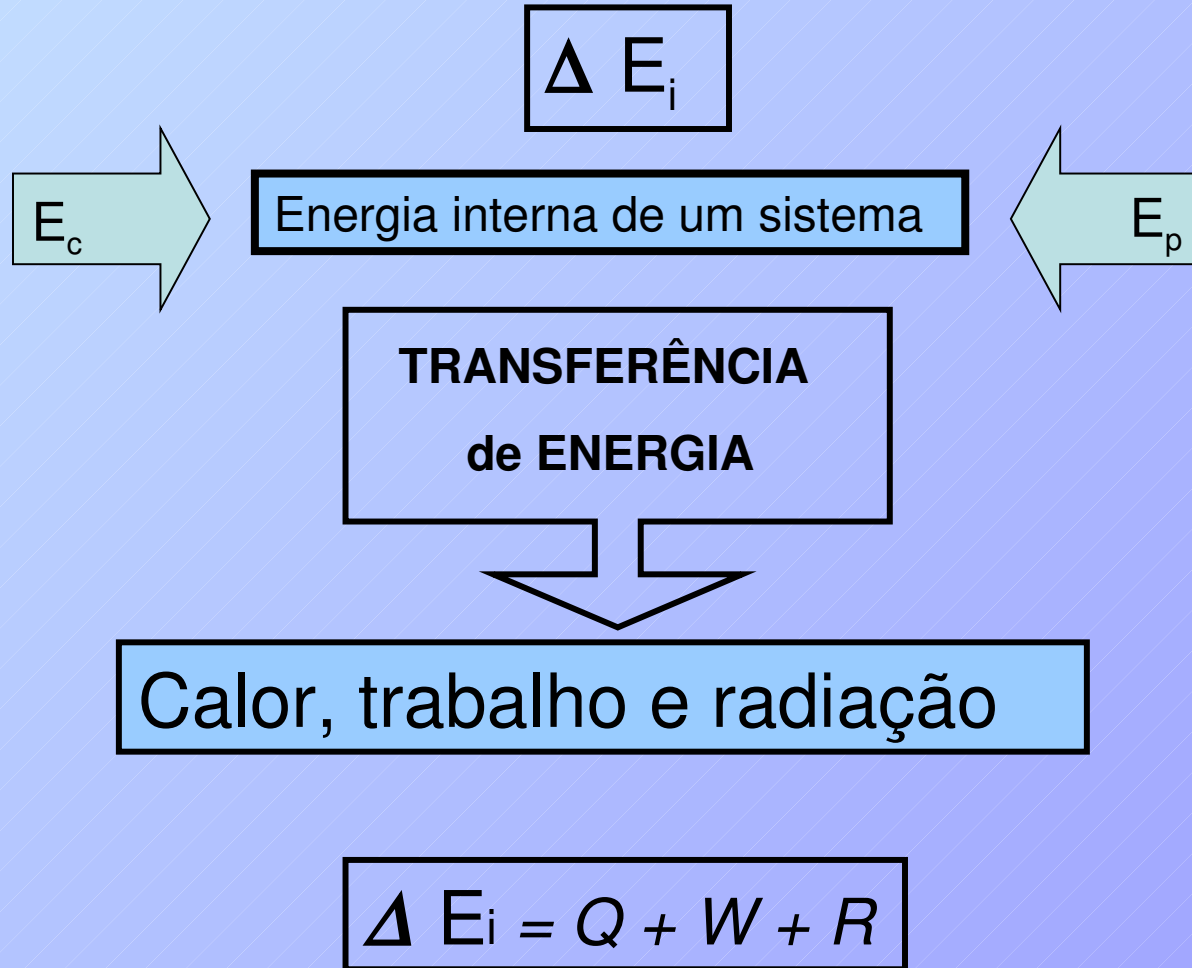 Δ Ei
Ec
Energia interna de um sistema
Ep
TRANSFERÊNCIA
de ENERGIA
Calor, trabalho e radiação
Δ Ei = Q + W + R